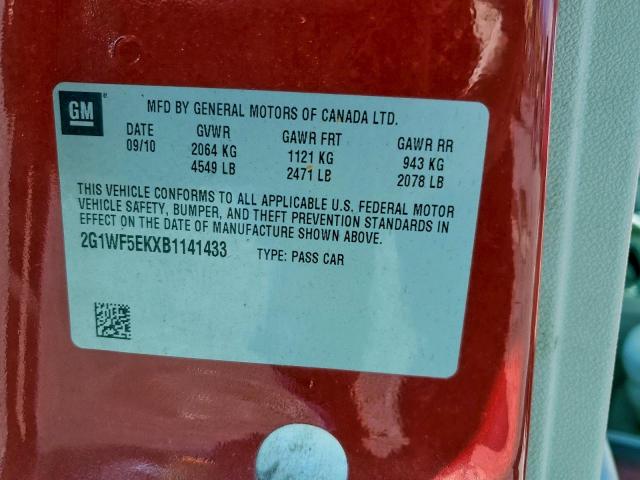 GM
MFD BY GENERAL MOTORS OF CANADA LTD.
DATE GVWR GAWR FRT GAWR RR
09/10 2064 KG 1121 KG 943 KG
4549 LB 2471 LB 2078 LB
THIS VEHICLE CONFORMS TO ALL APPLICABLE U.S. FEDERAL MOTOR
VEHICLE SAFETY, BUMPER, AND THEFT PREVENTION STANDARDS IN
EFFECT ON THE DATE OF MANUFACTURE SHOWN ABOVE.
2G1WF5EKXB1141433 TYPE: PASS CAR